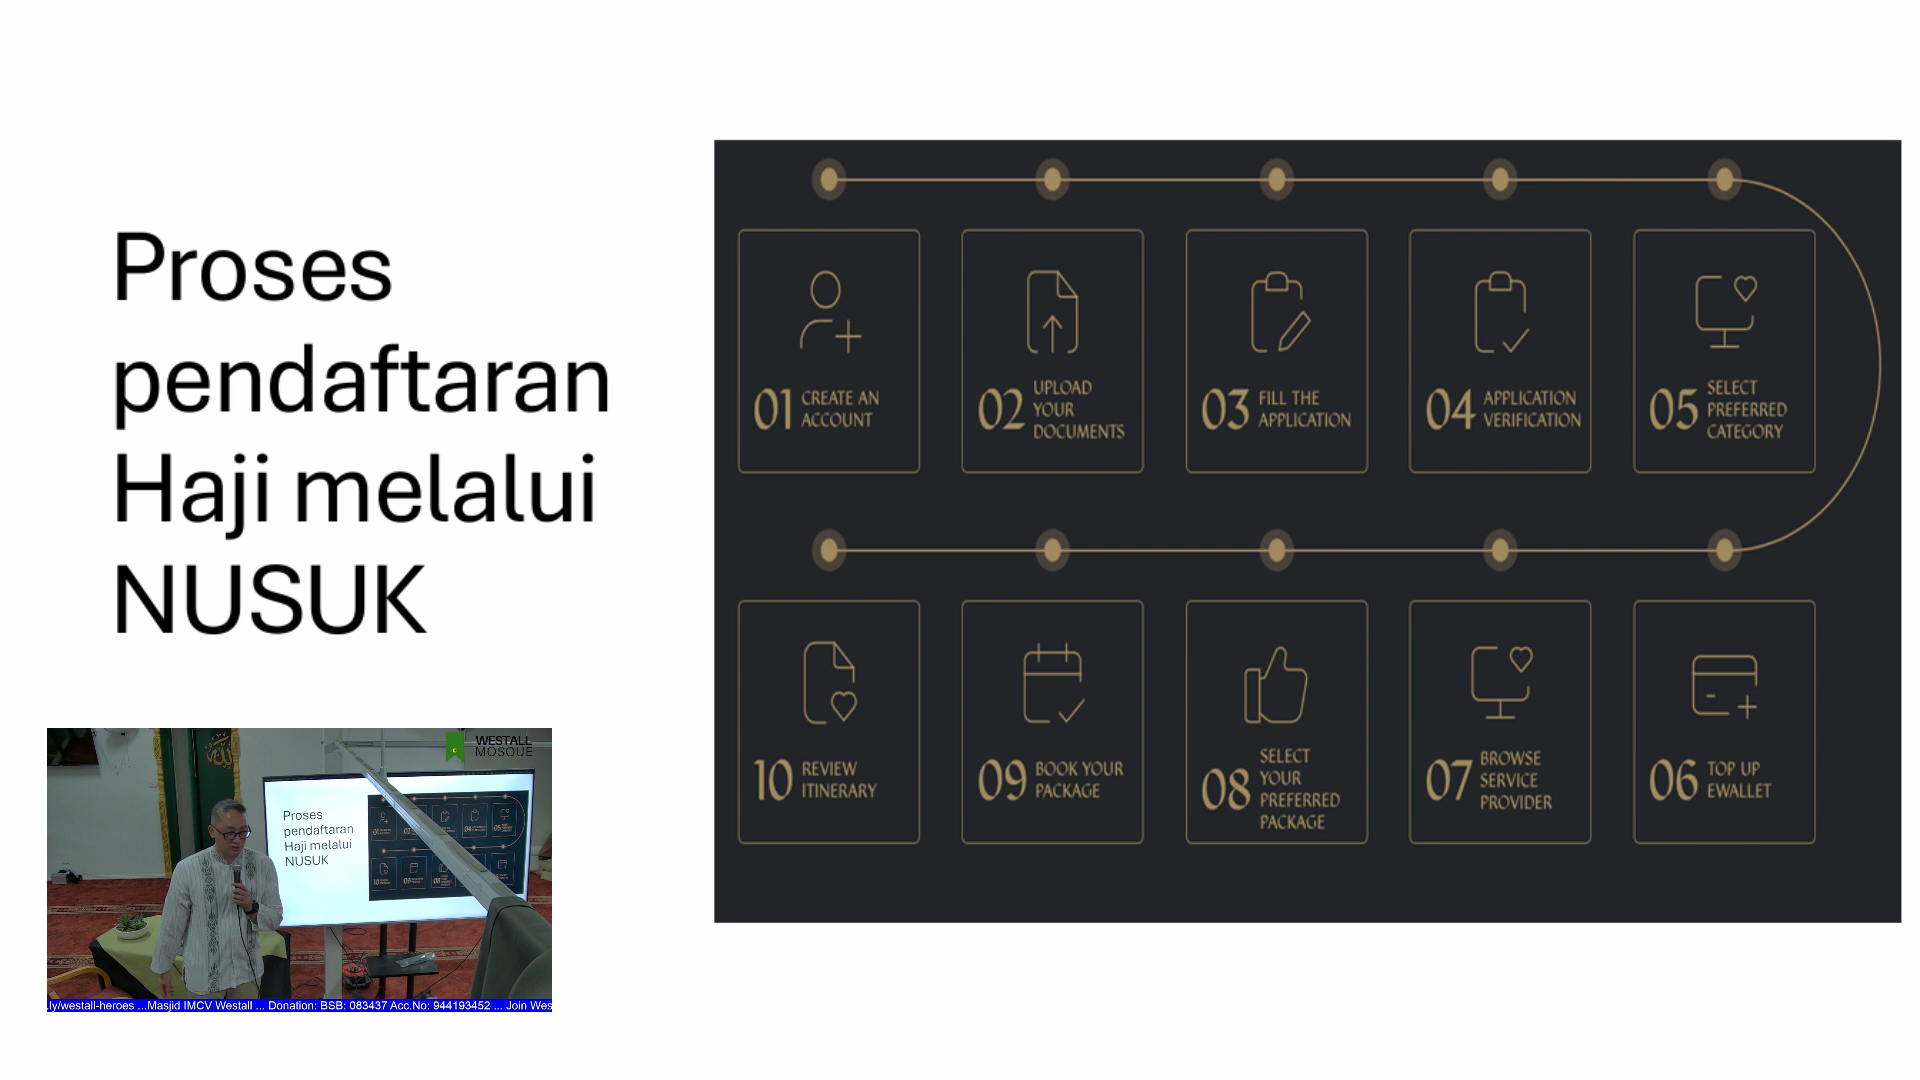 Proses
pendaftaran
Haji melalui
NUSUK
01 CREATE AN
ACCOUNT
02 UPLOAD
YOUR
DOCUMENTS
03 FILL THE
APPLICATION
04 APPLICATION
VERIFICATION
05 SELECT
PREFERRED
CATEGORY
10 REVIEW
ITINERARY
09 BOOK YOUR
PACKAGE
08 SELECT
YOUR
PREFERRED
PACKAGE
07 BROWSE
SERVICE
PROVIDER
06 TOP UP
EWALLET
WESTALL
MOSQUE
Proses
pendaftaran
Haji melalui
NUSUK
.ly/westall-heroes ...Masjid IMCV Westall ... Donation: BSB: 083437 Acc.No: 944193452 ... Join Wes